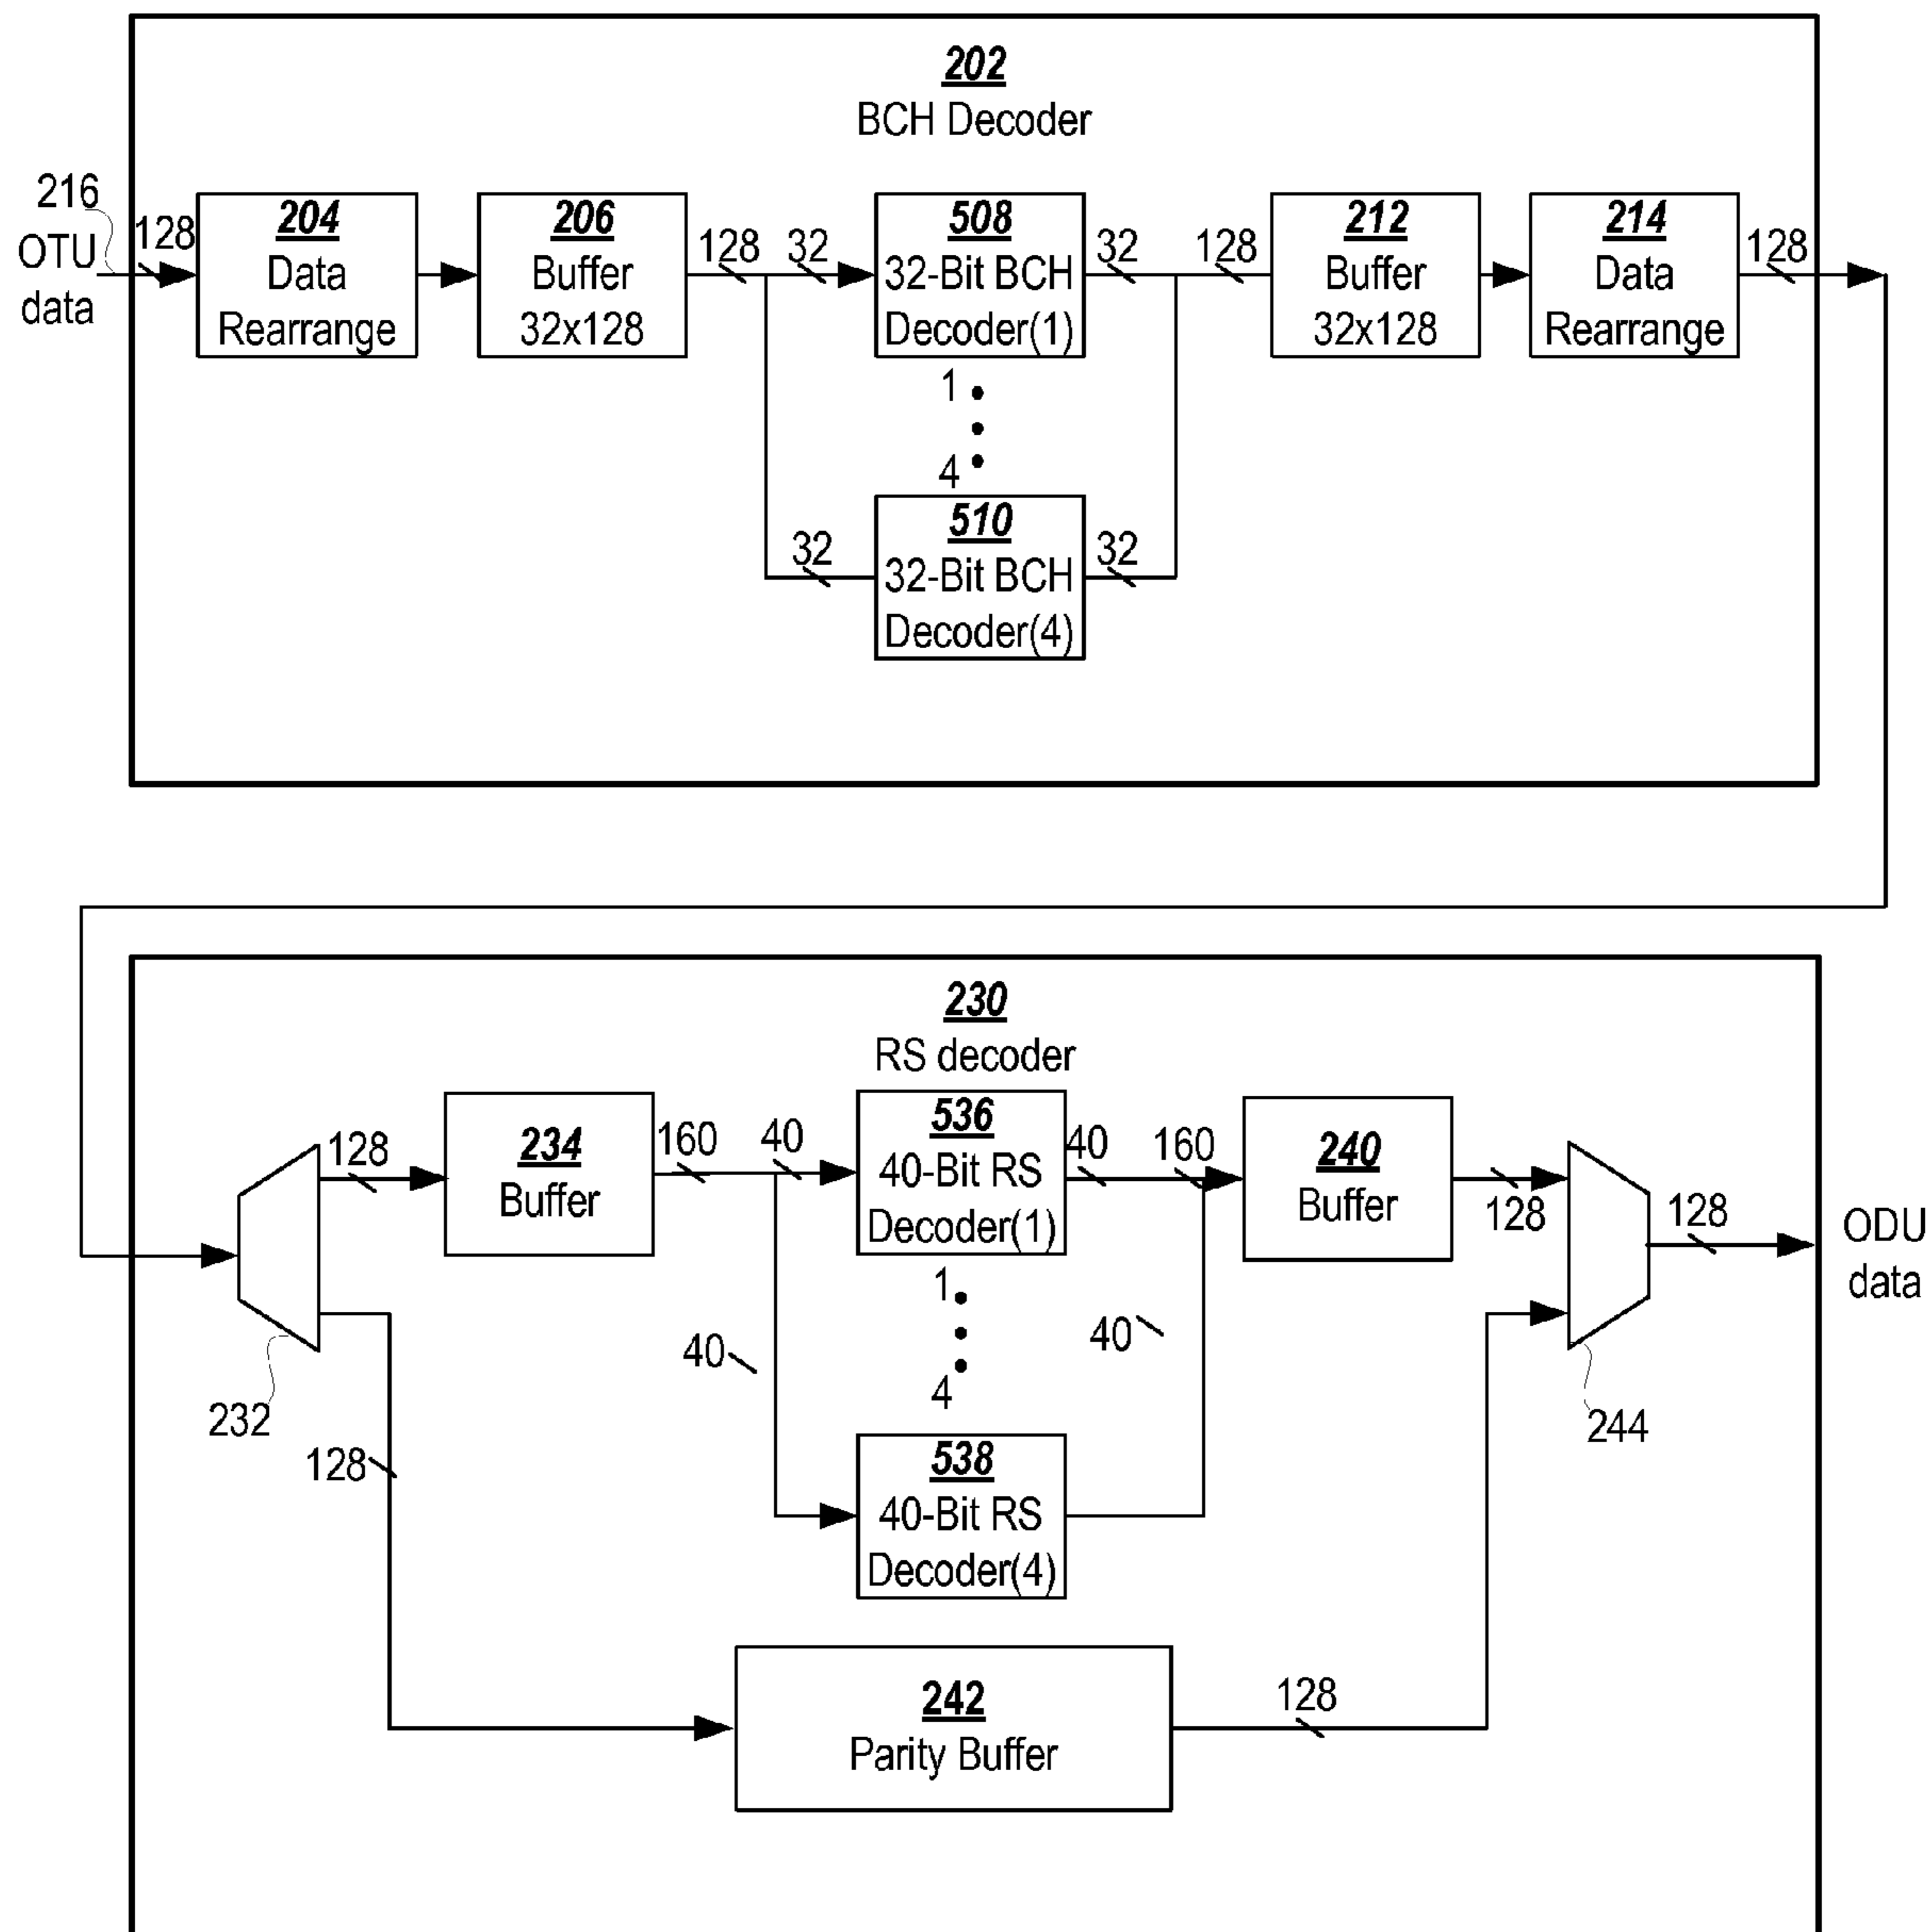 202
BCH Decoder
216
OTU
data
128
204
Data
Rearrange
206
Buffer
32x128
128
32
508
32-Bit BCH
Decoder(1)
32
128
212
Buffer
32x128
214
Data
Rearrange
128
1
4
32
510
32-Bit BCH
Decoder(4)
32
230
RS decoder
128
234
Buffer
160
40
536
40-Bit RS
Decoder(1)
40
160
240
Buffer
128
128
ODU
data
232
128
40
1
4
40
244
538
40-Bit RS
Decoder(4)
242
Parity Buffer
128